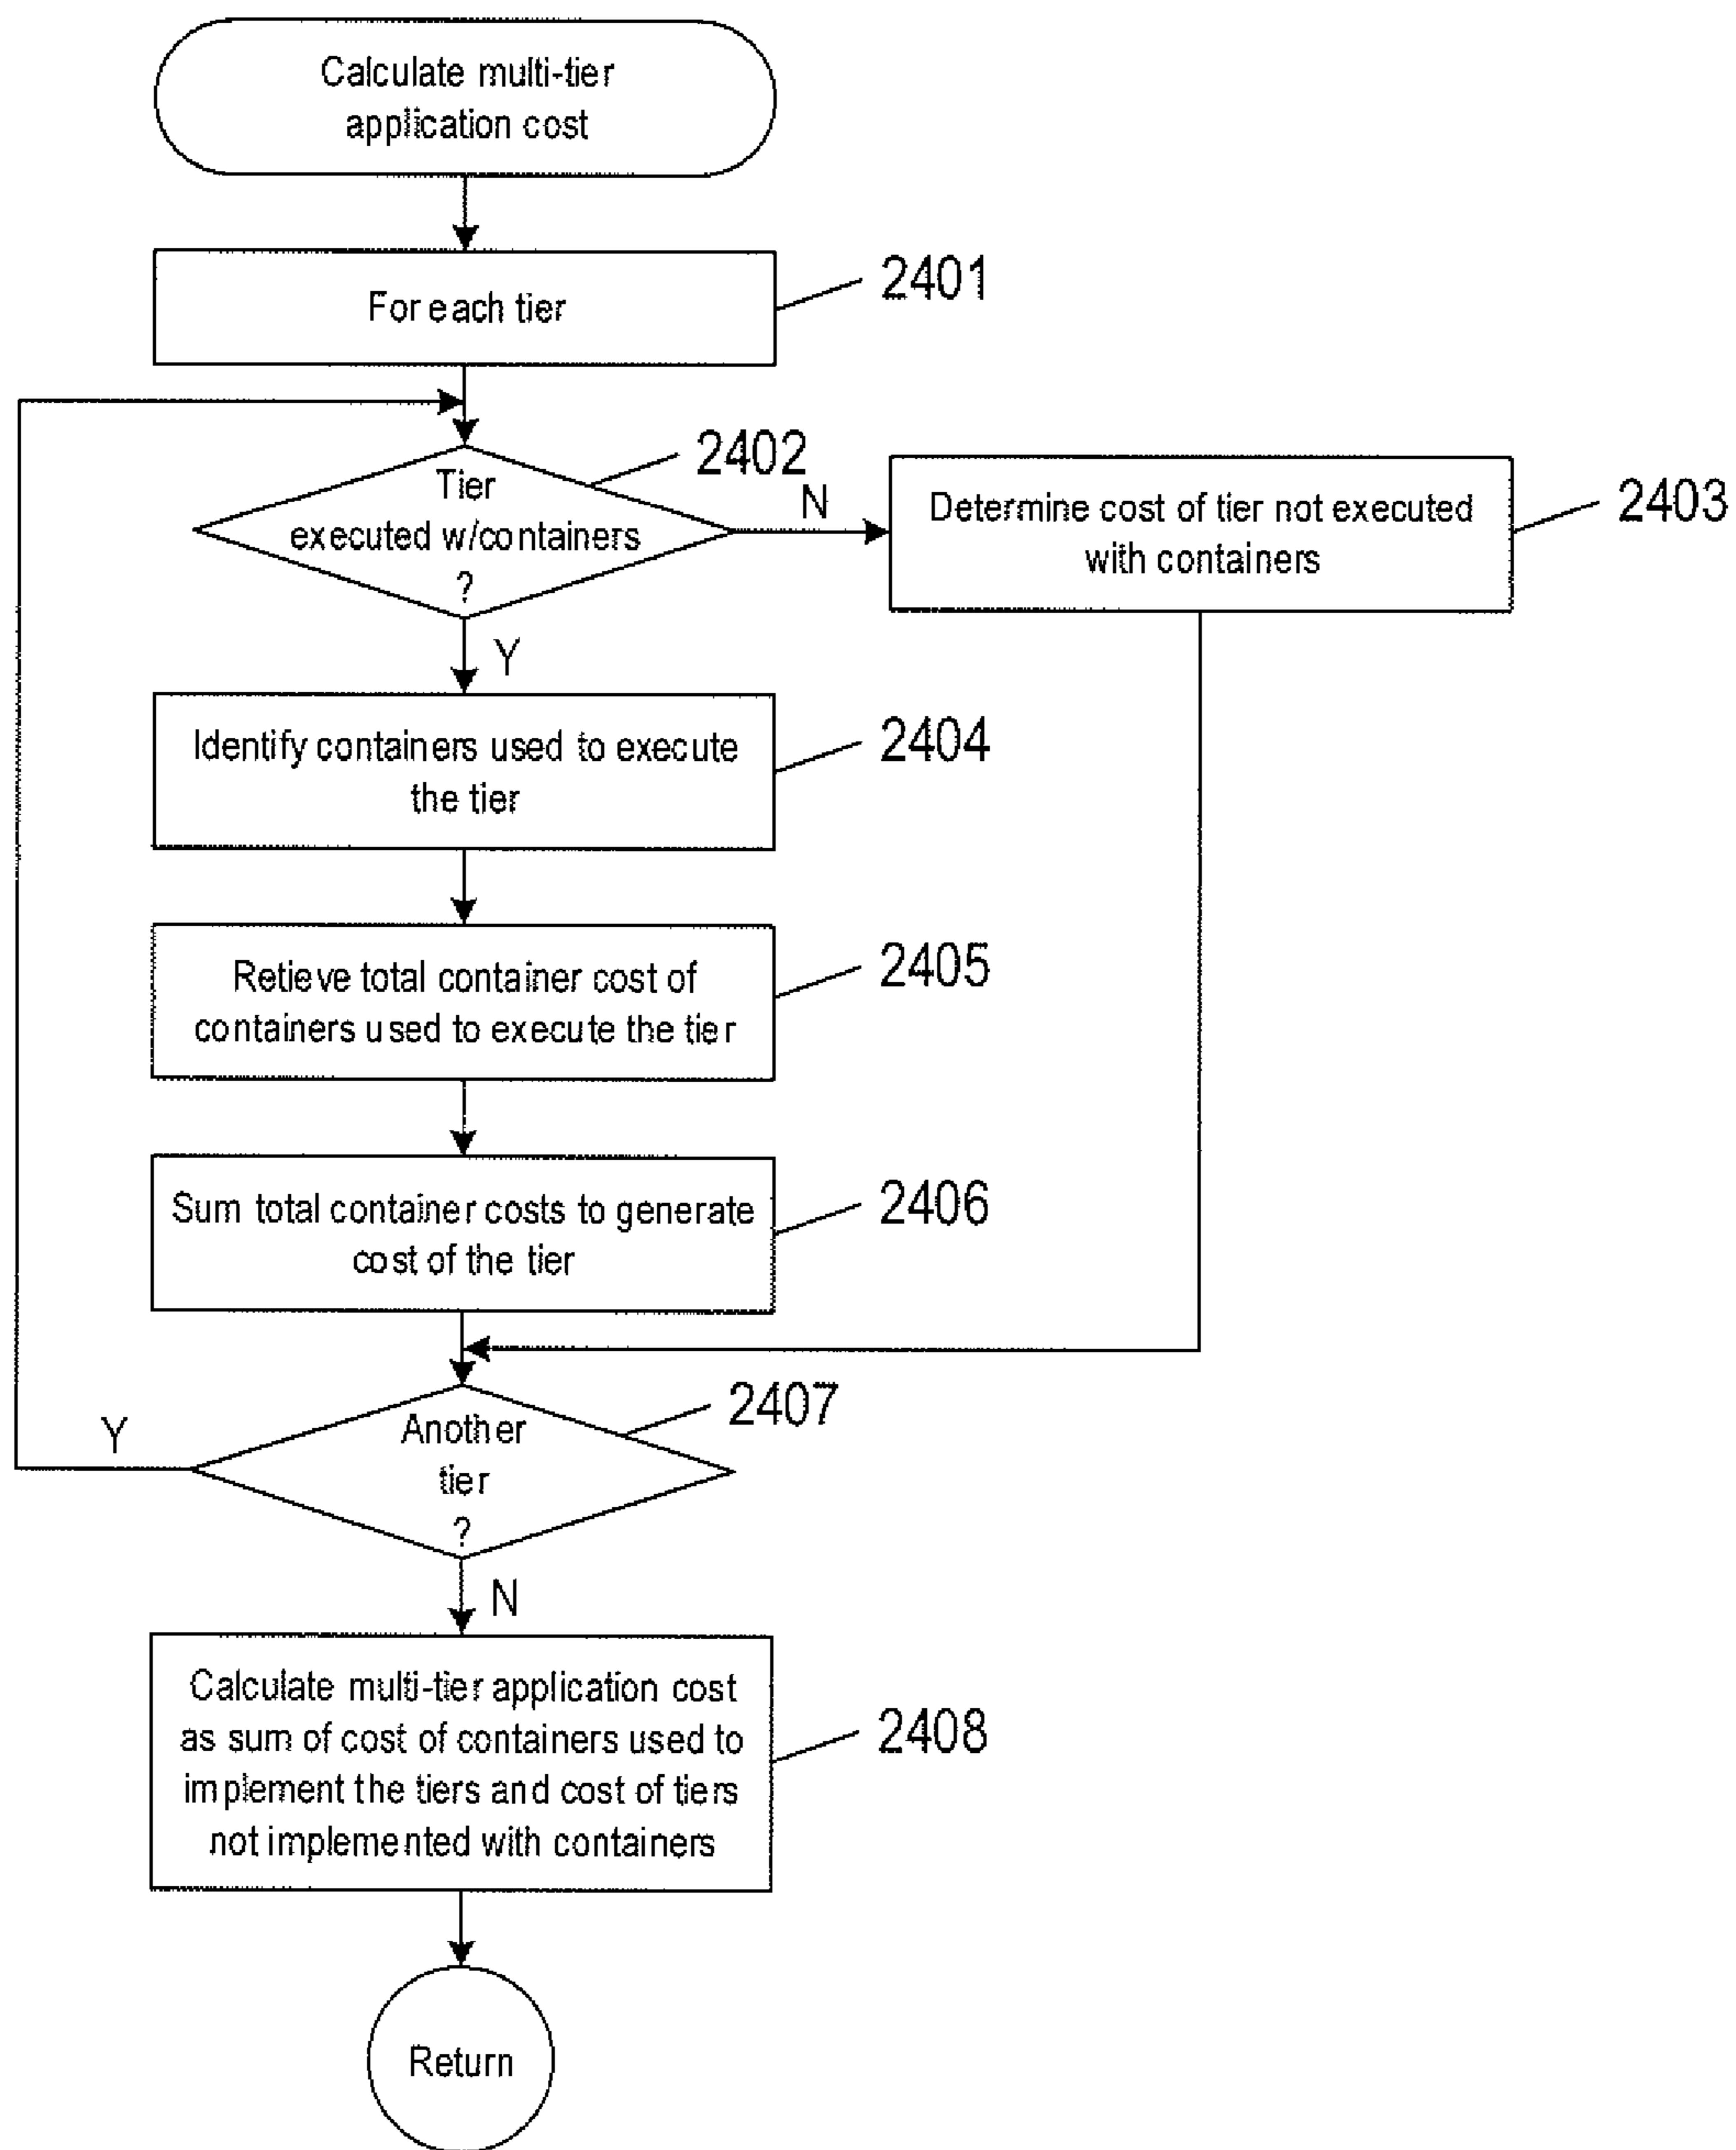 Calculate multi-tier
application cost
For each tier
2401
Tier
executed w/containers
?
2402
N
Determine cost of tier not executed
with containers
2403
Y
Identify containers used to execute
the tier
2404
Retieve total container cost of
containers used to execute the tier
2405
Sum total container costs to generate
cost of the tier
2406
Another
tier
?
2407
Y
N
Calculate multi-tier application cost
as sum of cost of containers used to
implement the tiers and cost of tiers
not implemented with containers
2408
Return